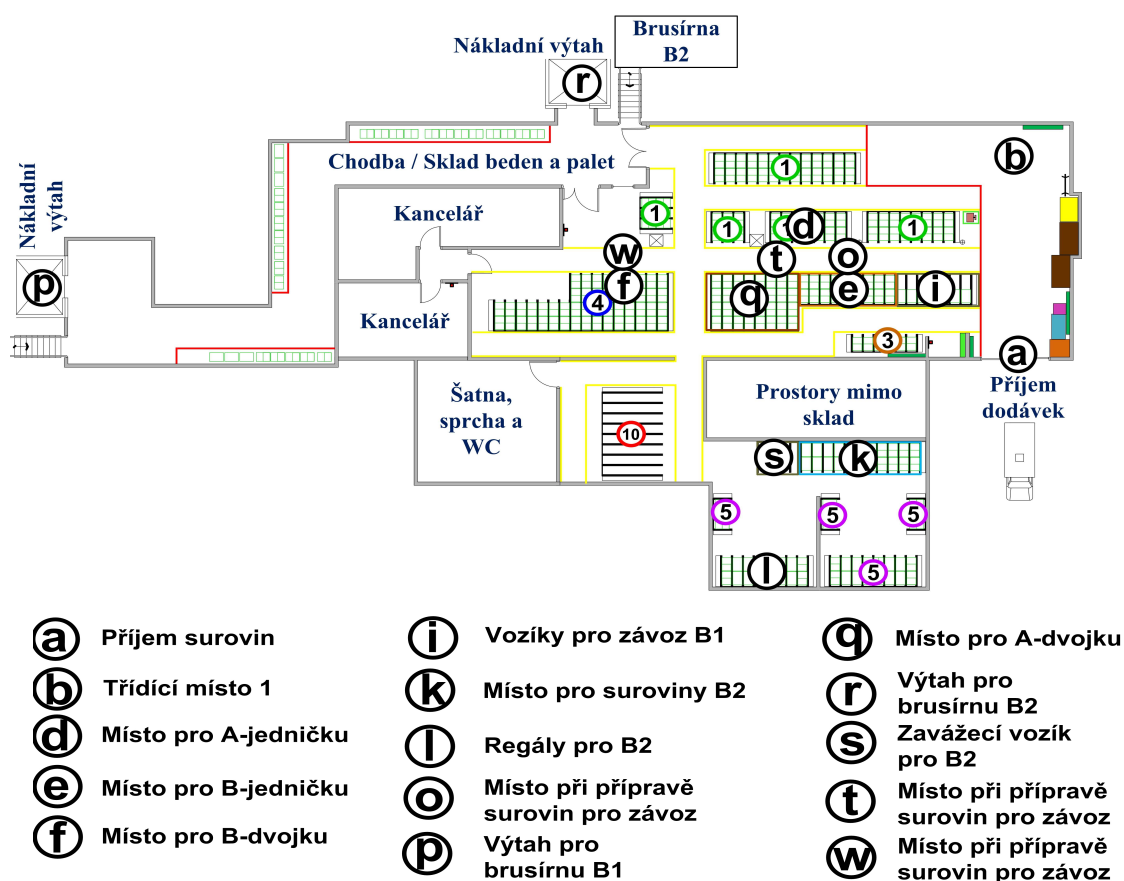 Brusírna
B2
Nákladní výtah
r
b
Chodba / Sklad beden a palet
1
Nákladní
výtah
Kancelář
1
1
1
d
1
w
t
o
p
f
4
q
e
i
Kancelář
3
a
Šatna,
sprcha a
WC
Prostory mimo
sklad
Příjem
dodávek
10
s
k
5
5
5
l
5
a Příjem surovin
b Třídící místo 1
d Místo pro A-jedničku
e Místo pro B-jedničku
f Místo pro B-dvojku
i Vozíky pro závoz B1
k Místo pro suroviny B2
l Regály pro B2
o Místo při přípravě
surovin pro závoz
p Výtah pro
brusírnu B1
q Místo pro A-dvojku
r Výtah pro
brusírnu B2
s Zavážecí vozík
pro B2
t Místo při přípravě
surovin pro závoz
w Místo při přípravě
surovin pro závoz